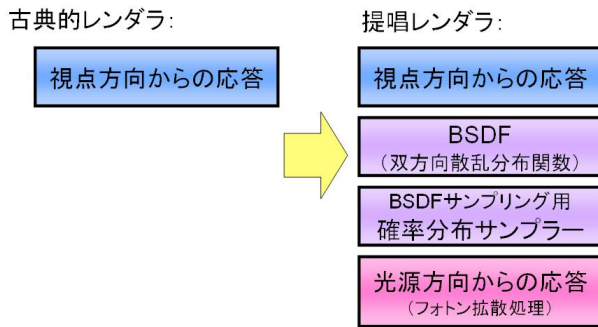 古典的レンダラ:
視点方向からの応答
提唱レンダラ:
視点方向からの応答
BSDF
(双方向散乱分布関数)
BSDFサンプリング用
確率分布サンプラー
光源方向からの応答
(フォトン拡散処理)